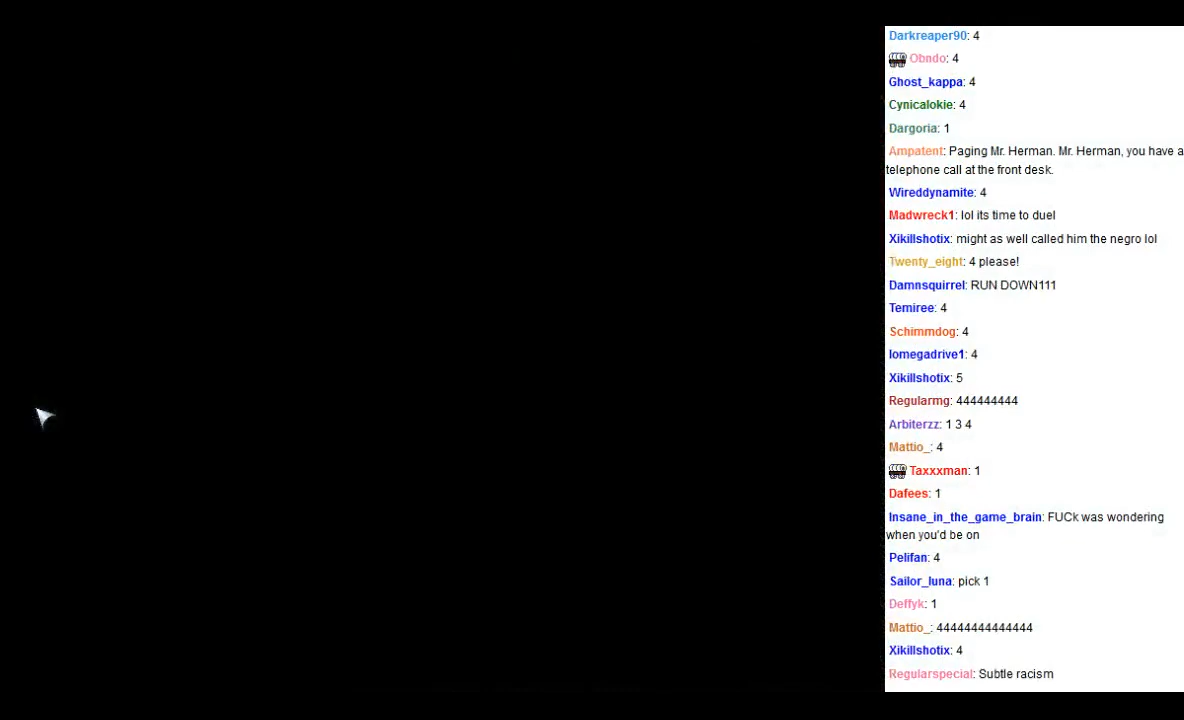 Darkreaper90: 4
Obndo: 4
Ghost_kappa: 4
Cynicalokie: 4
Dargoria: 1
Ampatent: Paging Mr. Herman. Mr. Herman, you have a
telephone call at the front desk.
Wireddynamite: 4
Madwreck1: lol its time to duel
Xikillshotix: might as well called him the negro lol
Twenty_eight: 4 please!
Damnsquirrel: RUN DOWN111
Temiree: 4
Schimmdog: 4
Iomegadrive1: 4
Xikillshotix: 5
Regularmg: 444444444
Arbiterzz: 1 3 4
Mattio_: 4
Taxxxman: 1
Dafees: 1
Insane_in_the_game_brain: FUCk was wondering
when you'd be on
Pelifan: 4
Sailor_luna: pick 1
Deffyk: 1
Mattio_: 44444444444444
Xikillshotix: 4
Regularspecial: Subtle racism